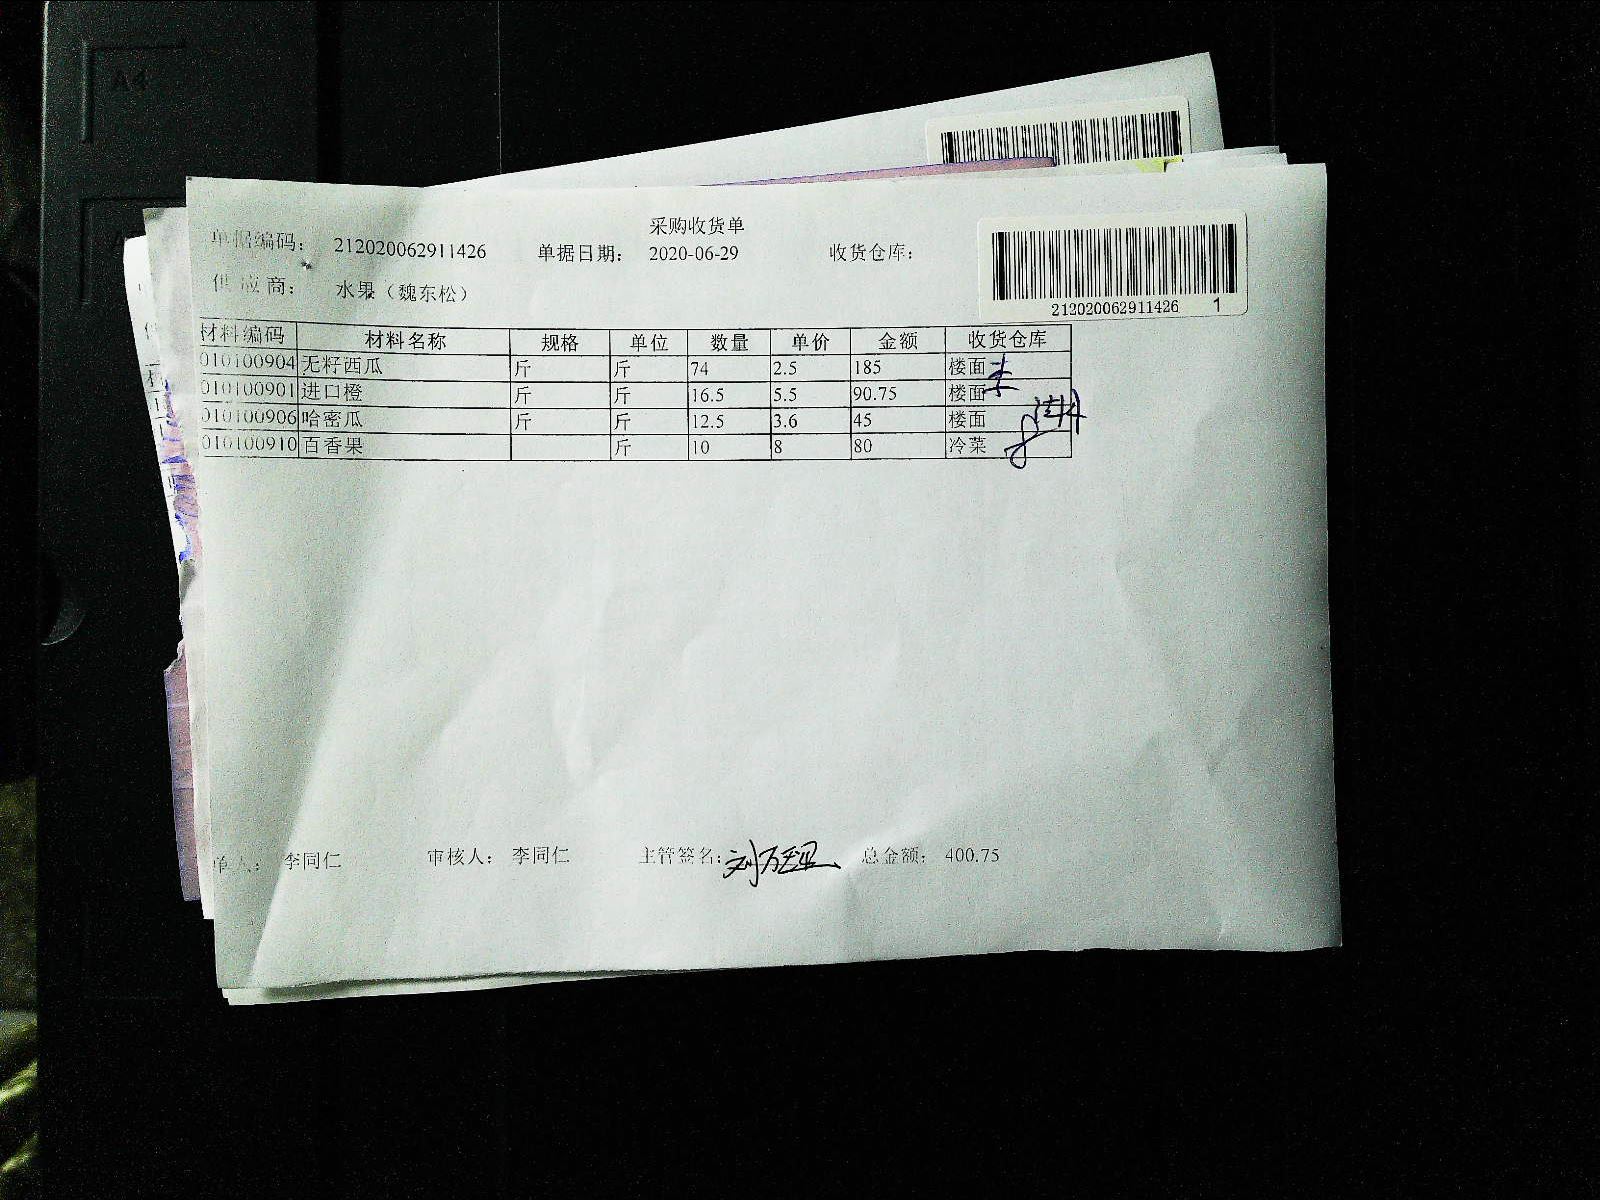 采购收货单
单据编码: 212020062911426 单据日期: 2020-06-29 收货仓库:
供应商: 水果（魏东松）
212020062911426 1
材料编码 材料名称 规格 单位 数量 单价 金额 收货仓库
010100904 无籽西瓜 斤 斤 74 2.5 185 楼面
010100901 进口橙 斤 斤 16.5 5.5 90.75 楼面
010100906 哈密瓜 斤 斤 12.5 3.6 45 楼面
010100910 百香果 斤 10 8 80 冷菜
单人: 李同仁 审核人: 李同仁 主管签名: 总金额: 400.75